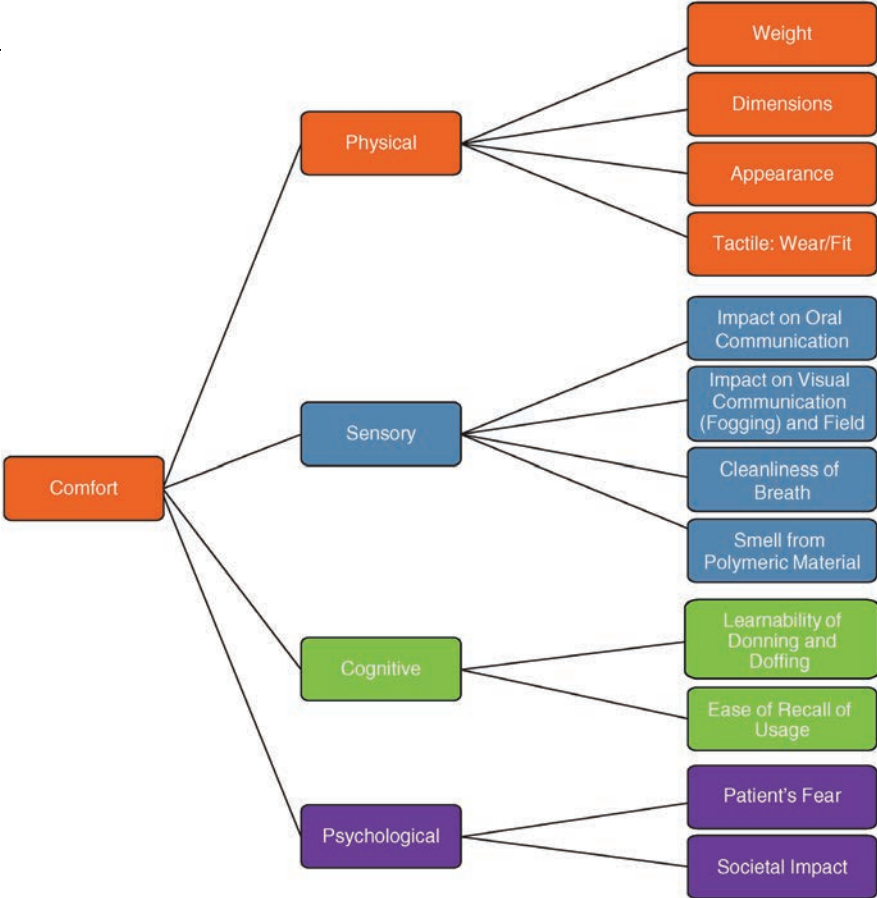 Comfort
Physical
Weight
Dimensions
Appearance
Tactile: Wear/Fit
Sensory
Impact on Oral
Communication
Impact on Visual
Communication
(Fogging) and Field
Cleanliness of
Breath
Smell from
Polymeric Material
Cognitive
Learnability of
Donning and
Doffing
Ease of Recall of
Usage
Psychological
Patient's Fear
Societal Impact